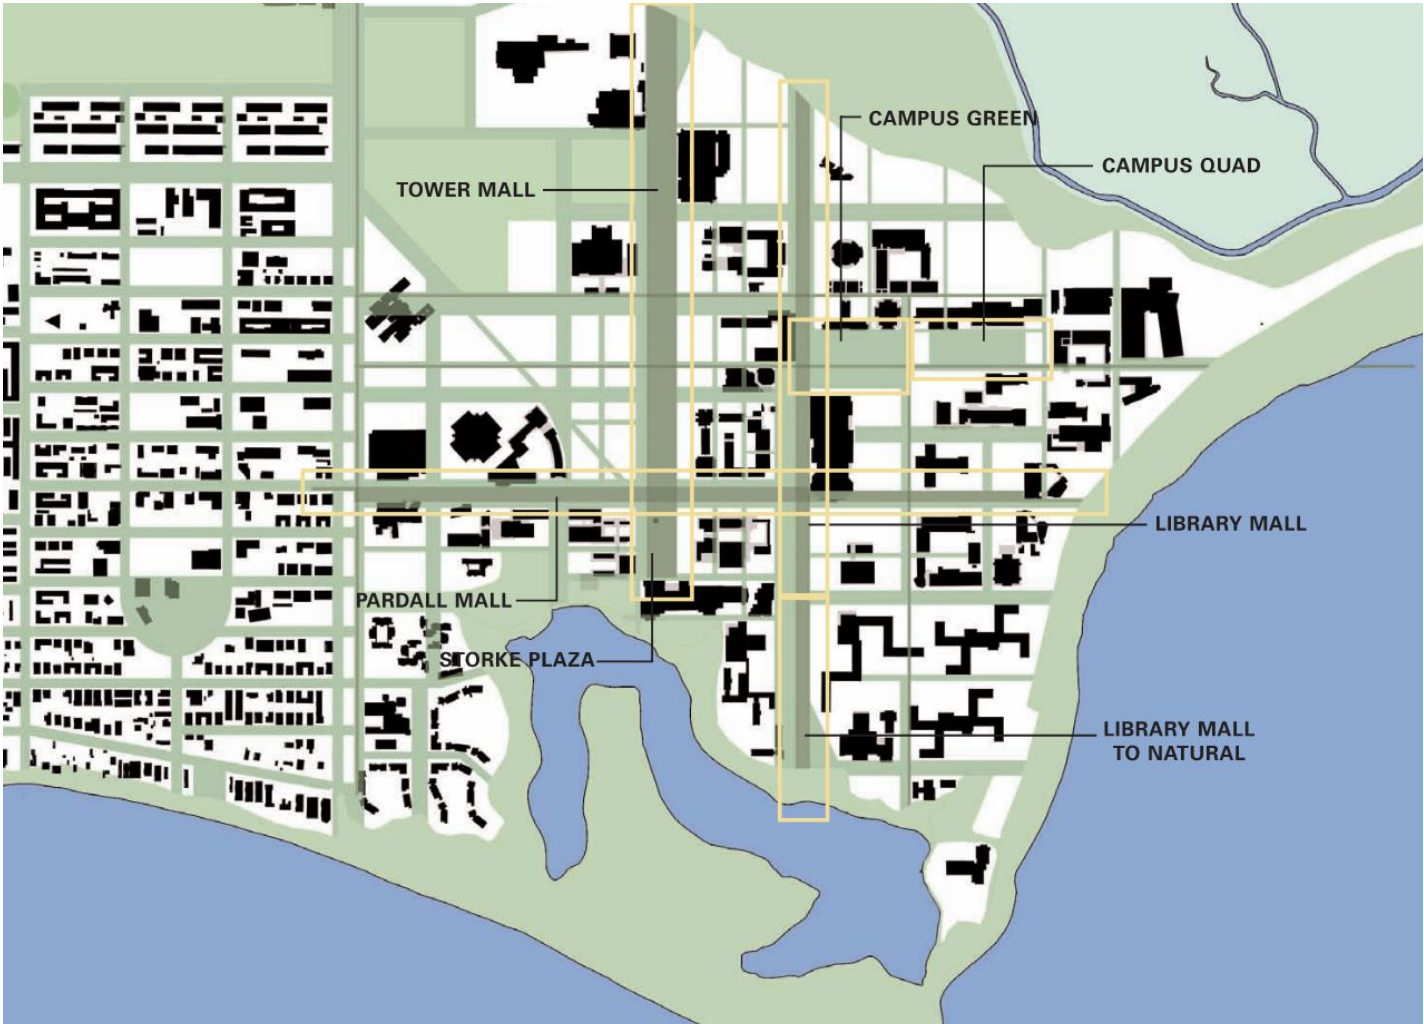 CAMPUS GREEN
CAMPUS QUAD
TOWER MALL
LIBRARY MALL
PARDALL MALL
STORKE PLAZA
LIBRARY MALL
TO NATURAL